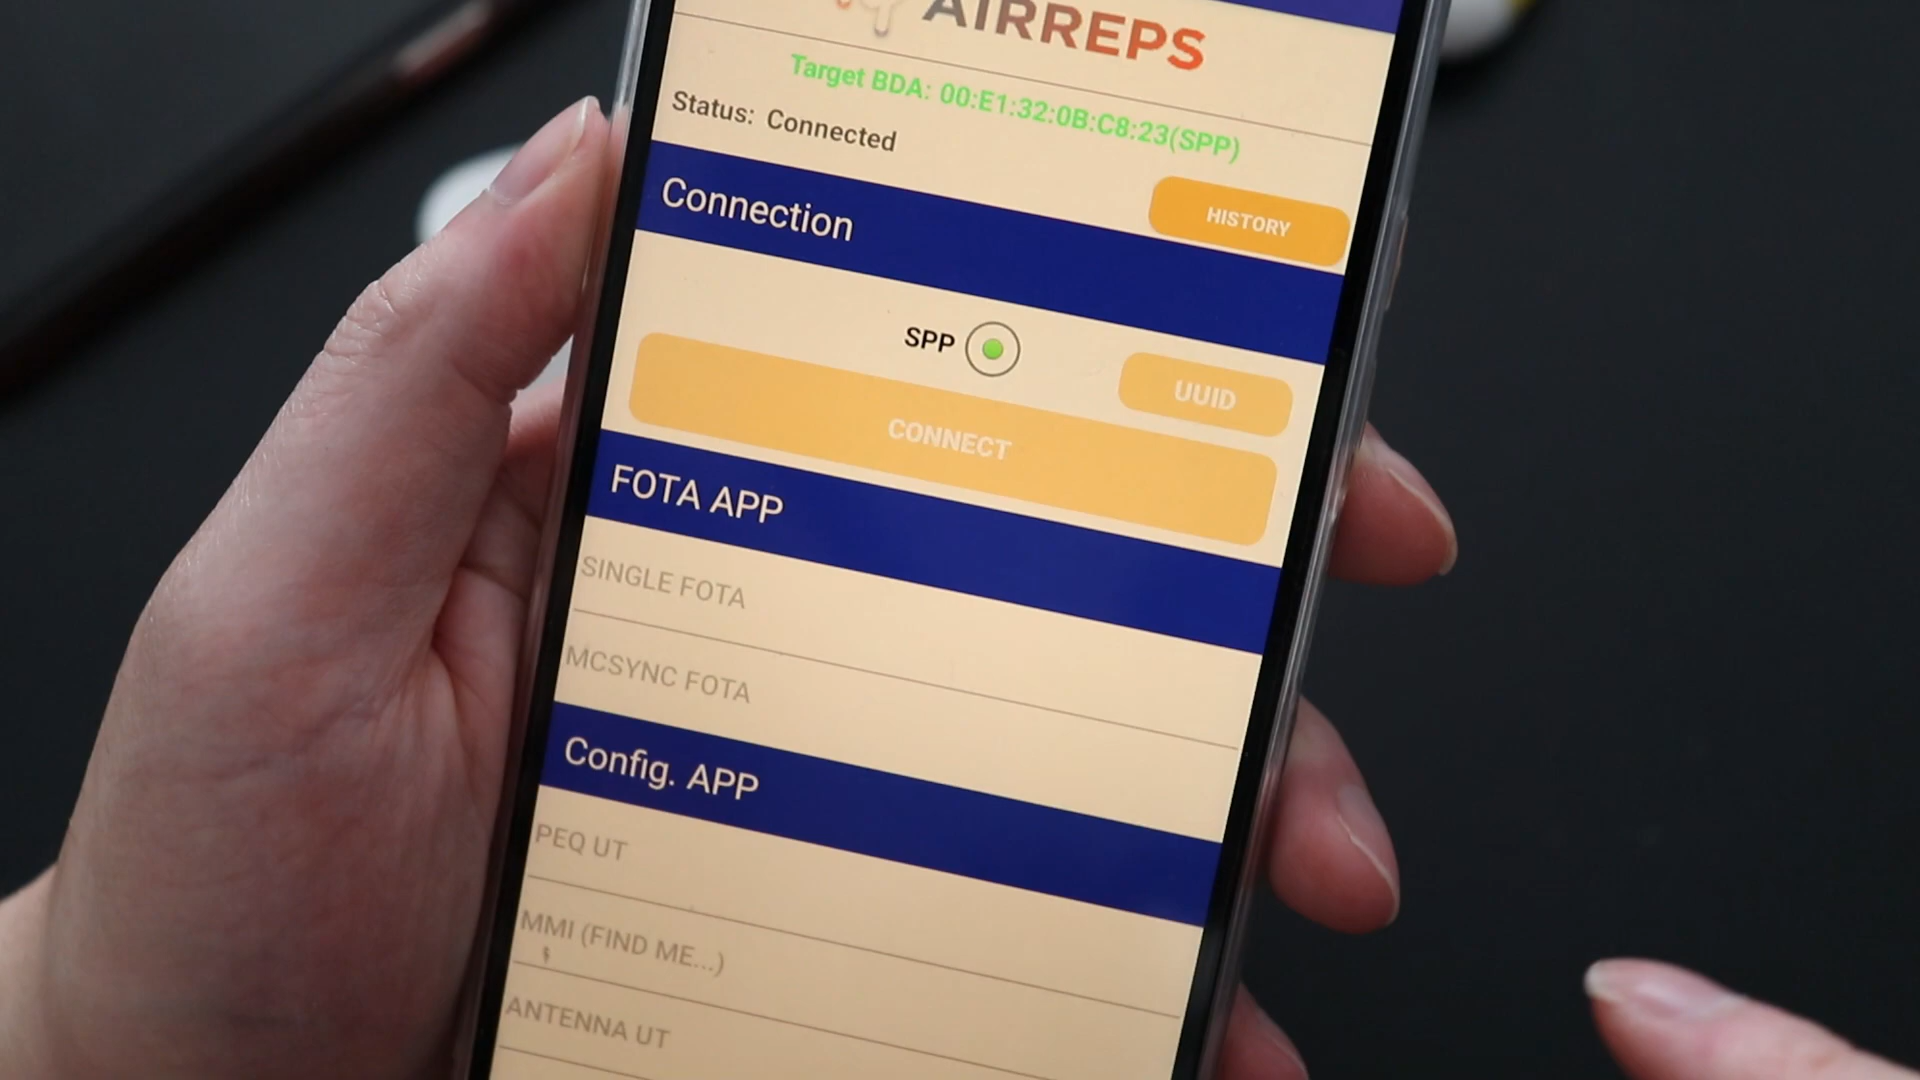 AIRREPS
Target BDA: 00:E1:32:0B:C8:23(SPP)
Status: Connected
HISTORY
Connection
SPP
UUID
CONNECT
FOTA APP
SINGLE FOTA
MCSYNC FOTA
Config. APP
PEQ UT
MMI (FIND ME...)
ANTENNA UT